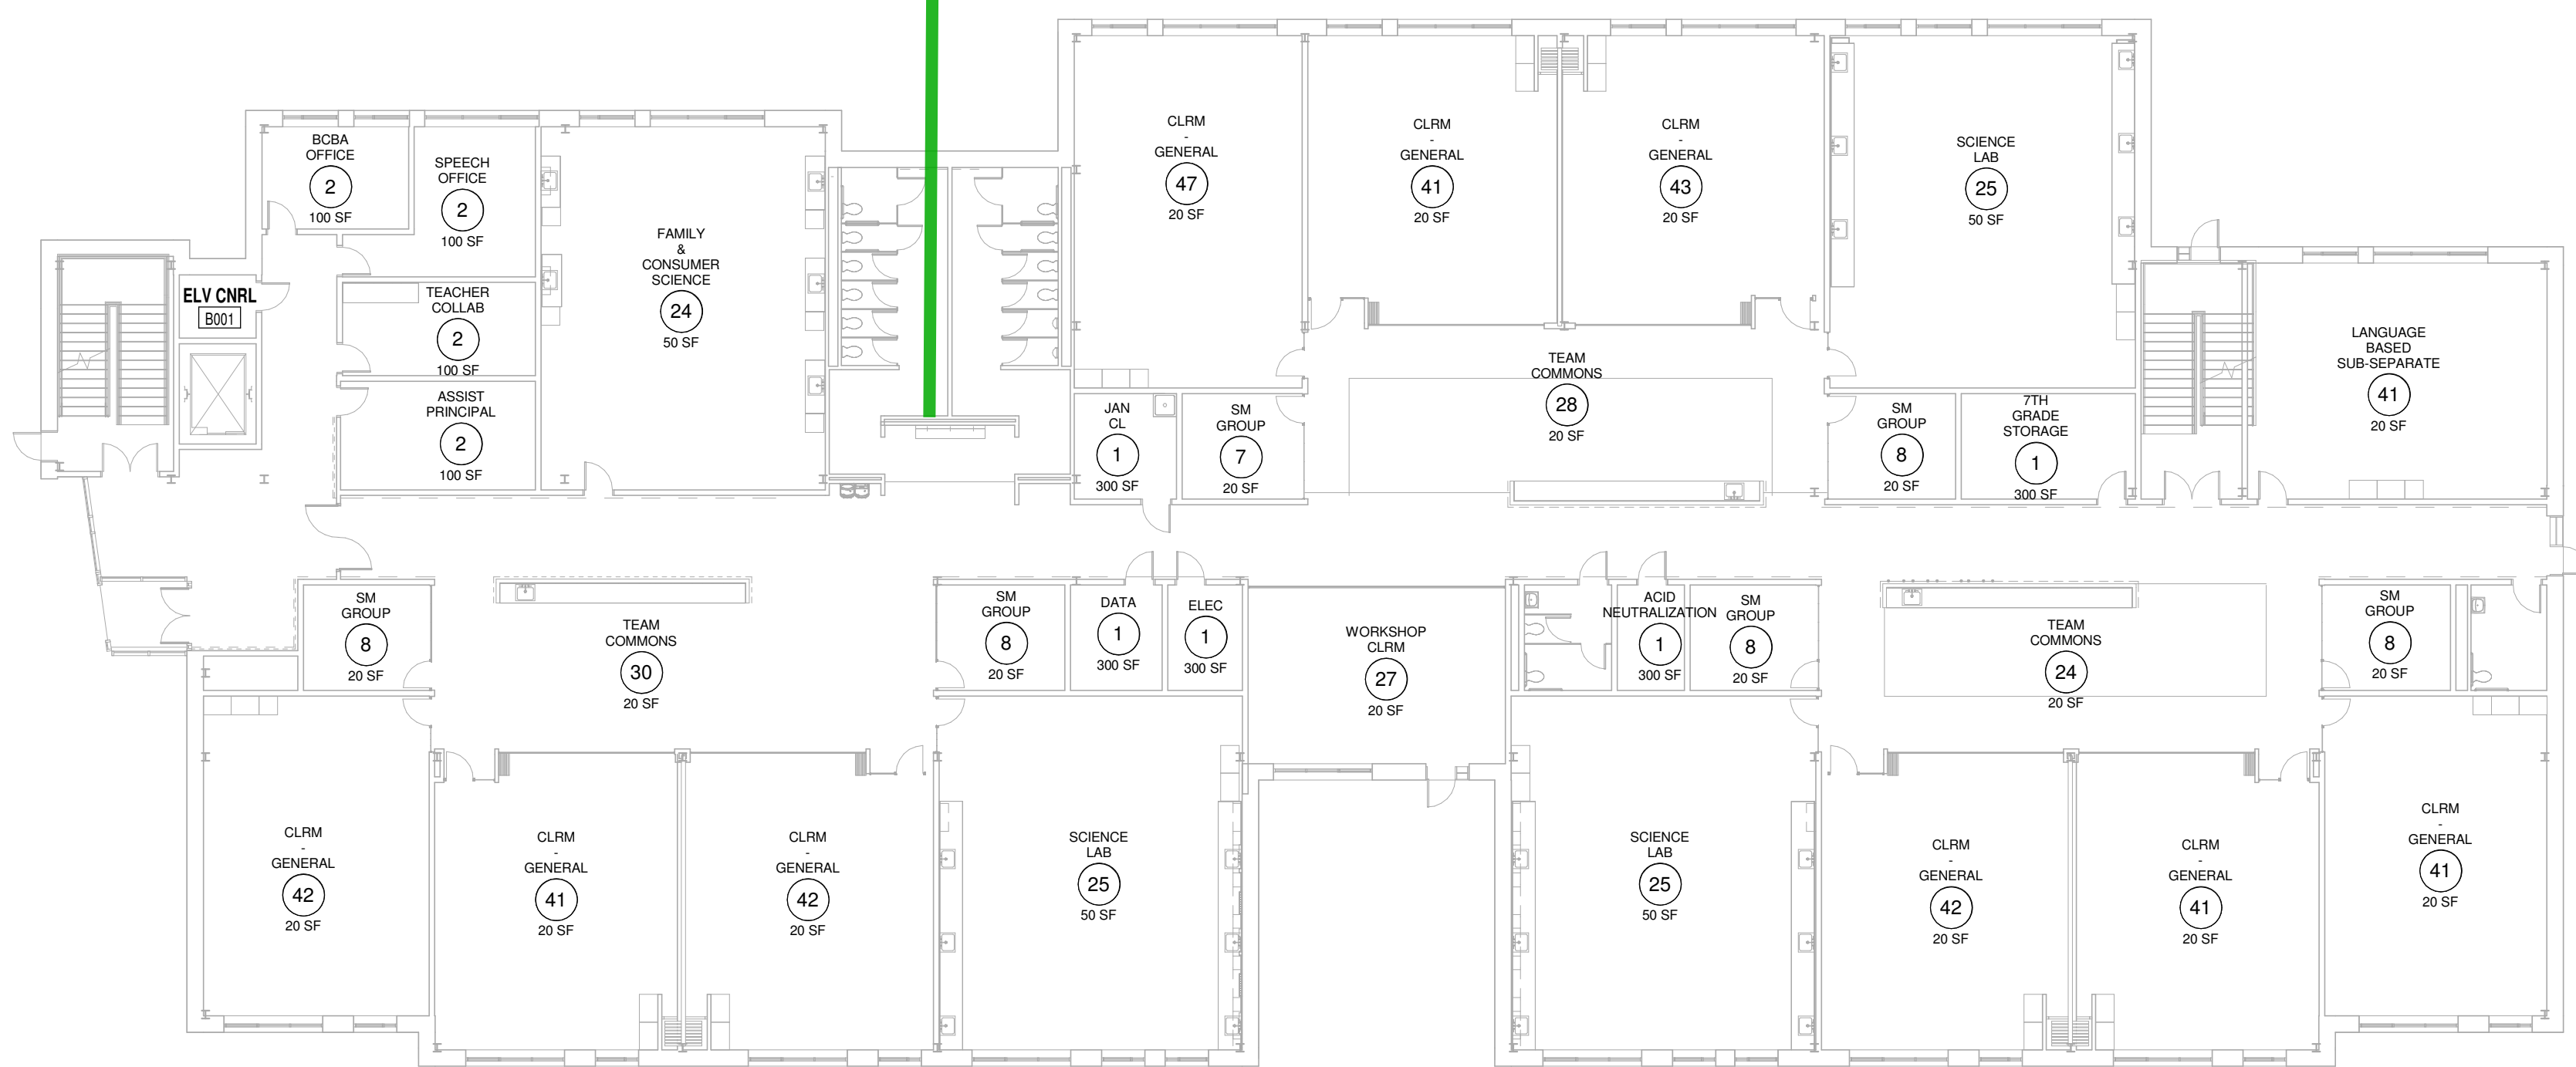 BCBA
OFFICE
2
100 SF
SPEECH
OFFICE
2
100 SF
FAMILY
&
CONSUMER
SCIENCE
24
50 SF
ELV CNRL
B001
TEACHER
COLLAB
2
100 SF
ASSIST
PRINCIPAL
2
100 SF
CLRM
-
GENERAL
47
20 SF
CLRM
-
GENERAL
41
20 SF
CLRM
-
GENERAL
43
20 SF
SCIENCE
LAB
25
50 SF
TEAM
COMMONS
28
20 SF
JAN
CL
1
300 SF
SM
GROUP
7
20 SF
SM
GROUP
8
20 SF
7TH
GRADE
STORAGE
1
300 SF
LANGUAGE
BASED
SUB-SEPARATE
41
20 SF
SM
GROUP
8
20 SF
TEAM
COMMONS
30
20 SF
SM
GROUP
8
20 SF
DATA
1
300 SF
ELEC
1
300 SF
WORKSHOP
CLRM
27
20 SF
ACID
NEUTRALIZATION
1
300 SF
SM
GROUP
8
20 SF
TEAM
COMMONS
24
20 SF
SM
GROUP
8
20 SF
CLRM
-
GENERAL
42
20 SF
CLRM
-
GENERAL
41
20 SF
CLRM
-
GENERAL
42
20 SF
SCIENCE
LAB
25
50 SF
SCIENCE
LAB
25
50 SF
CLRM
-
GENERAL
42
20 SF
CLRM
-
GENERAL
41
20 SF
CLRM
-
GENERAL
41
20 SF